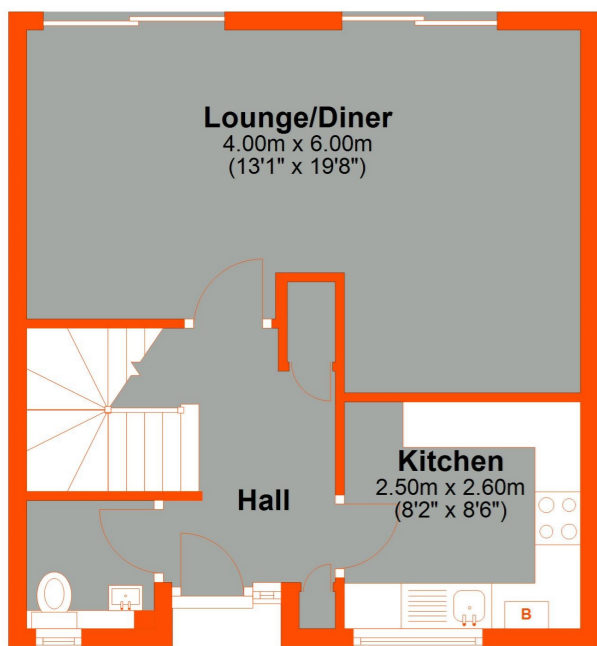 Lounge/Diner
4.00m x 6.00m
(13'1" x 19'8")
Kitchen
2.50m x 2.60m
(8'2" x 8'6")
Hall
B